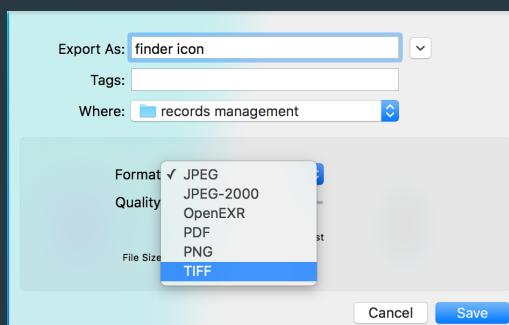 Export As: finder icon
Tags:
Where: records management
Format ✓ JPEG
JPEG-2000
Quality
OpenEXR
PDF
st
PNG
File Size
TIFF
Cancel Save